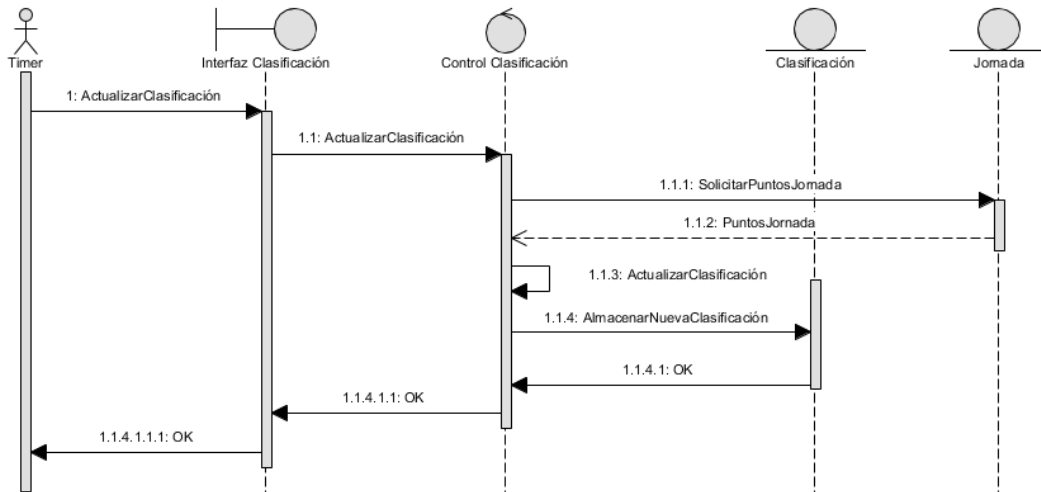 Timer
Interfaz Clasificación
Control Clasificación
Clasificación
Jornada
1: ActualizarClasificación
1.1: ActualizarClasificación
1.1.1: SolicitarPuntosJornada
1.1.2: PuntosJornada
1.1.3: ActualizarClasificación
1.1.4: AlmacenarNuevaClasificación
1.1.4.1: OK
1.1.4.1.1: OK
1.1.4.1.1.1: OK